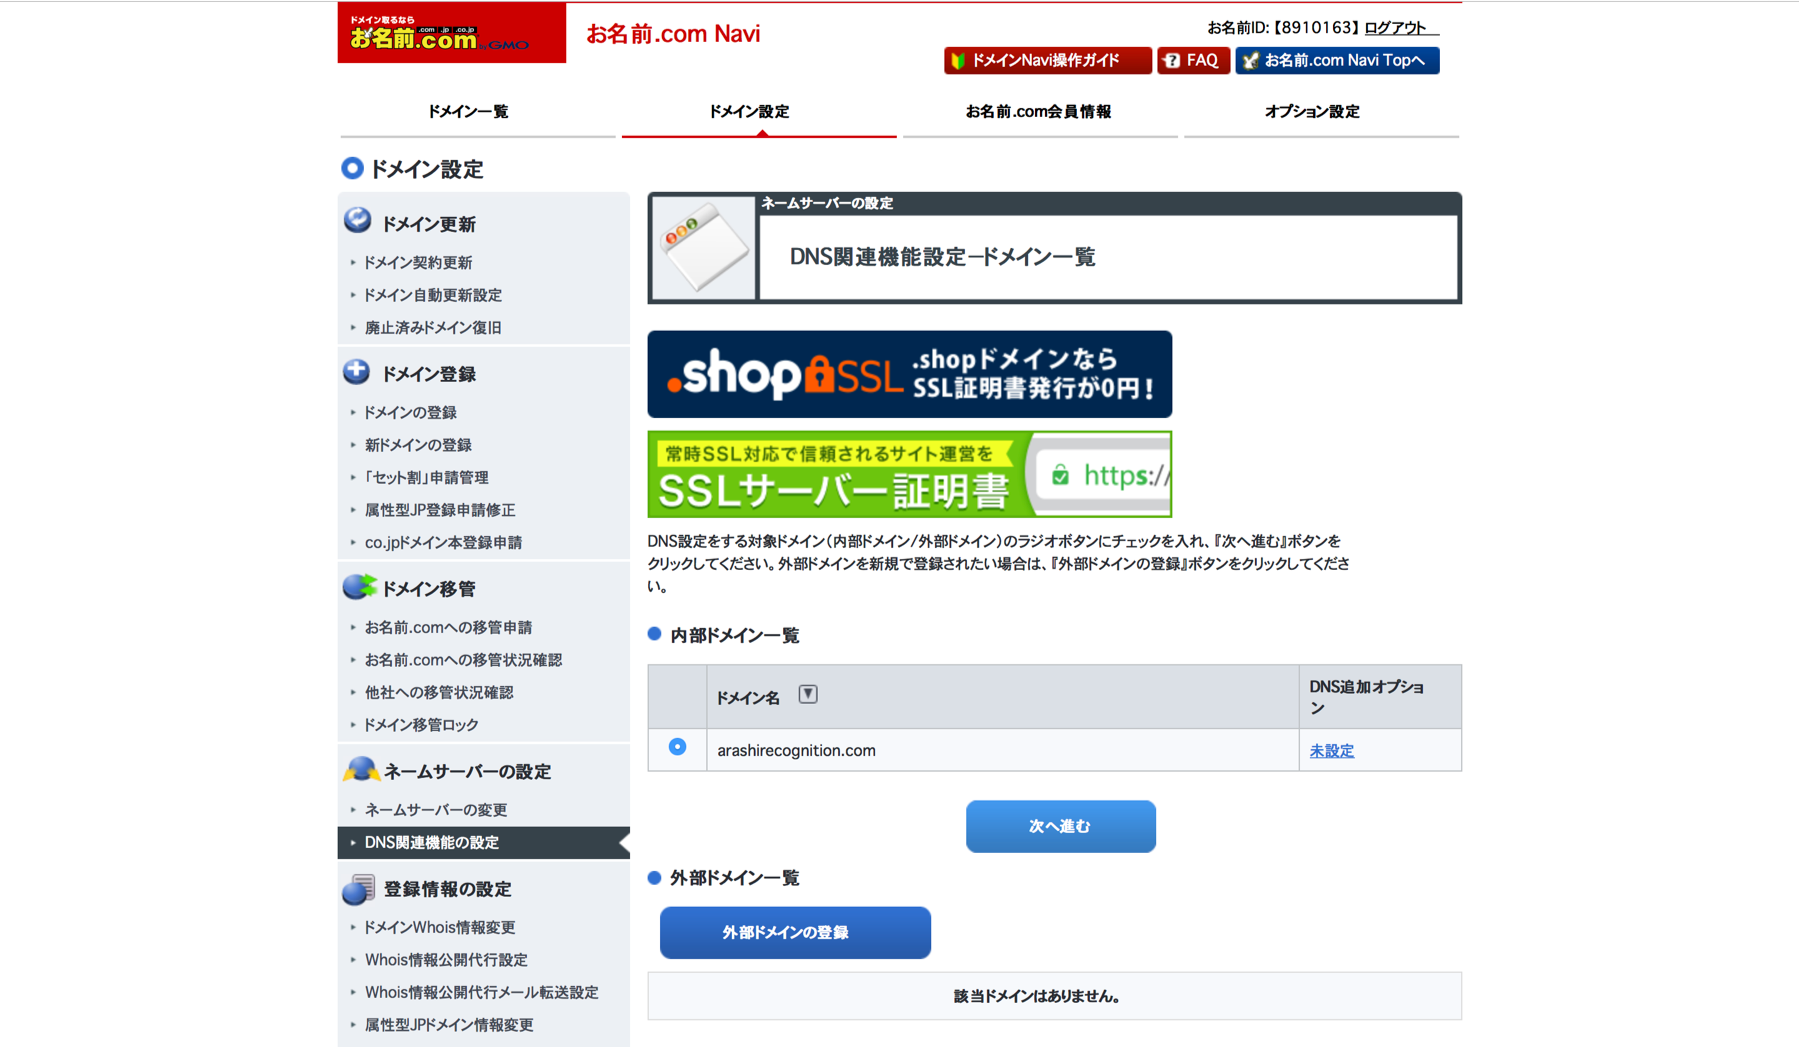 ドメイン取るなら
お名前.com
.com .jp .co.jp
by GMO
お名前.com Navi
お名前ID:【8910163】 ログアウト
ドメインNavi操作ガイド
? FAQ
お名前.com Navi Topへ
ドメイン一覧
ドメイン設定
お名前.com会員情報
オプション設定
ドメイン設定
ドメイン更新
ドメイン契約更新
ドメイン自動更新設定
廃止済みドメイン復旧
ドメイン登録
ドメインの登録
新ドメインの登録
「セット割」申請管理
属性型JP登録申請修正
co.jpドメイン本登録申請
ドメイン移管
お名前.comへの移管申請
お名前.comへの移管状況確認
他社への移管状況確認
ドメイン移管ロック
ネームサーバーの設定
ネームサーバーの変更
DNS関連機能の設定
登録情報の設定
ドメインWhois情報変更
Whois情報公開代行設定
Whois情報公開代行メール転送設定
属性型JPドメイン情報変更
ネームサーバーの設定
DNS関連機能設定－ドメイン一覧
.shop SSL
.shopドメインなら
SSL証明書発行が0円!
常時SSL対応で信頼されるサイト運営を
SSLサーバー証明書
https://
DNS設定をする対象ドメイン（内部ドメイン/外部ドメイン）のラジオボタンにチェックを入れ、『次へ進む』ボタンを
クリックしてください。外部ドメインを新規で登録されたい場合は、『外部ドメインの登録』ボタンをクリックしてくださ
い。
内部ドメイン一覧
ドメイン名 ▼
DNS追加オプショ
ン
arashirecognition.com
未設定
次へ進む
外部ドメイン一覧
外部ドメインの登録
該当ドメインはありません。